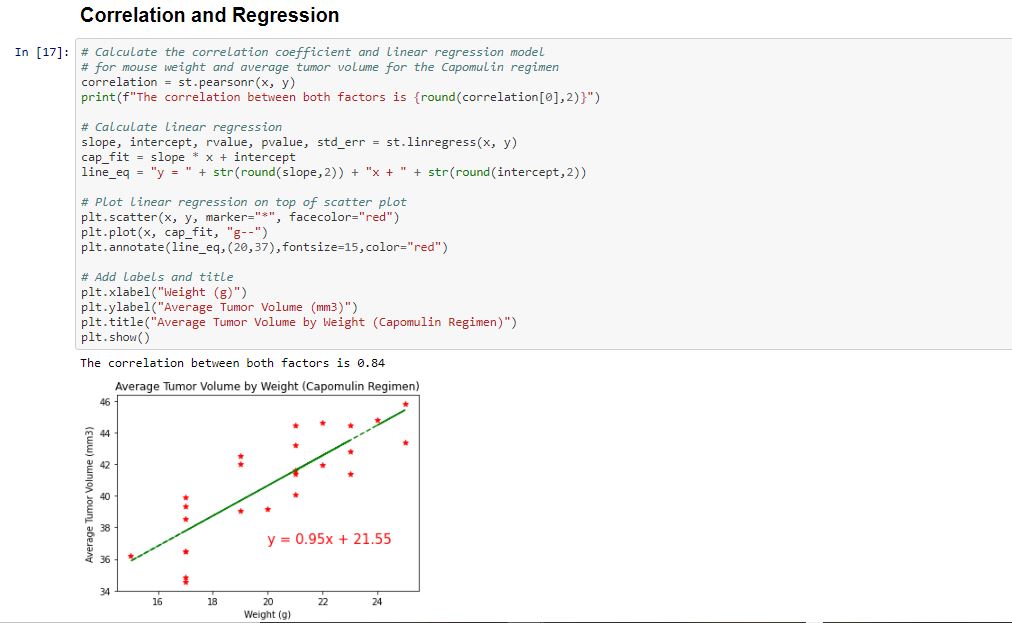 Correlation and Regression
In [17]: # Calculate the correlation coefficient and linear regression model
# for mouse weight and average tumor volume for the Capomulin regimen
correlation = st.pearsonr(x, y)
print(f"The correlation between both factors is {round(correlation[0],2)}")
# Calculate linear regression
slope, intercept, rvalue, pvalue, std_err = st.linregress(x, y)
cap_fit = slope * x + intercept
line_eq = "y = " + str(round(slope,2)) + "x + " + str(round(intercept,2))
# Plot linear regression on top of scatter plot
plt.scatter(x, y, marker="*", facecolor="red")
plt.plot(x, cap_fit, "g--")
plt.annotate(line_eq,(20,37),fontsize=15,color="red")
# Add labels and title
plt.xlabel("Weight (g)")
plt.ylabel("Average Tumor Volume (mm3)")
plt.title("Average Tumor Volume by Weight (Capomulin Regimen)")
plt.show()
The correlation between both factors is 0.84
Average Tumor Volume by Weight (Capomulin Regimen)
Average Tumor Volume (mm3)
46
44
42
40
38
36
34
y = 0.95x + 21.55
16 18 20 22 24
Weight (g)